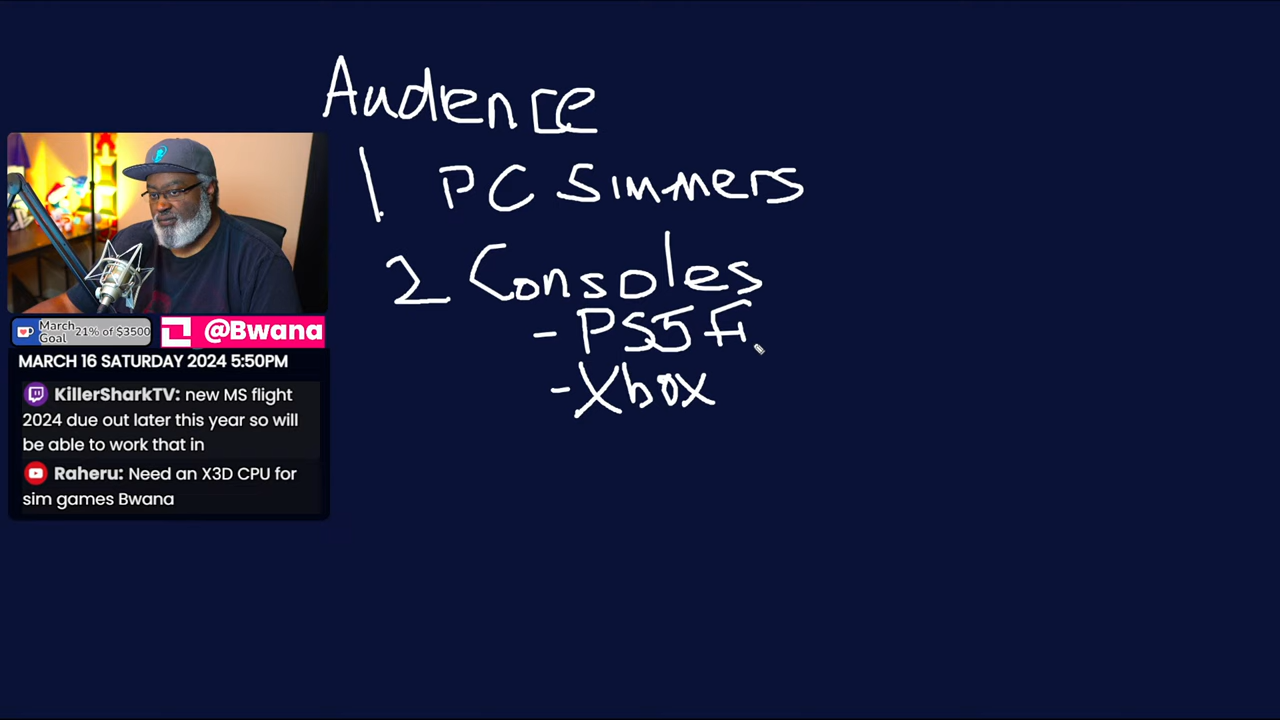 Audience
1 PC Simmers
2 Consoles
- PS5
- Xbox
March
Goal
21% of $3500
@Bwana
MARCH 16 SATURDAY 2024 5:50PM
KillerSharkTV: new MS flight
2024 due out later this year so will
be able to work that in
Raheru: Need an X3D CPU for
sim games Bwana